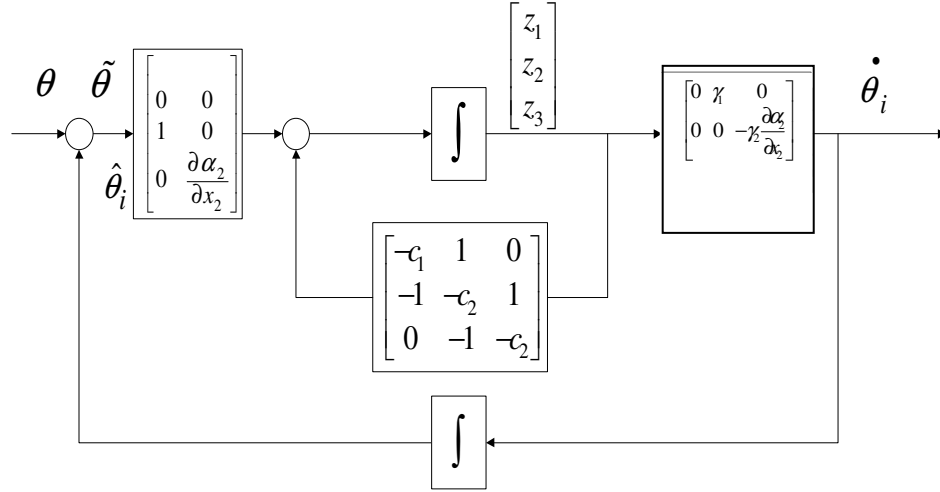 θ
θ̃
θ̂ᵢ
0 0
1 0
0 ∂α₂/∂x₂
∫
z₁
z₂
z₃
0 γ₁ 0
0 0 −γ₂ ∂α₂/∂x₂
θ̇ᵢ
−c₁ 1 0
−1 −c₂ 1
0 −1 −c₂
∫